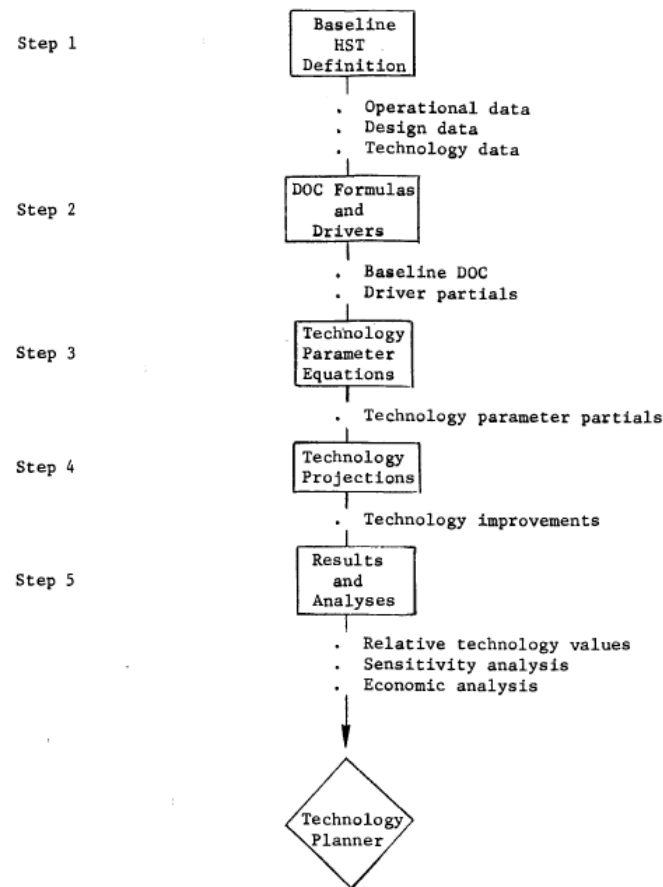 Step 1
Baseline
HST
Definition
. Operational data
. Design data
. Technology data
Step 2
DOC Formulas
and
Drivers
. Baseline DOC
. Driver partials
Step 3
Technology
Parameter
Equations
. Technology parameter partials
Step 4
Technology
Projections
. Technology improvements
Step 5
Results
and
Analyses
. Relative technology values
. Sensitivity analysis
. Economic analysis
Technology
Planner